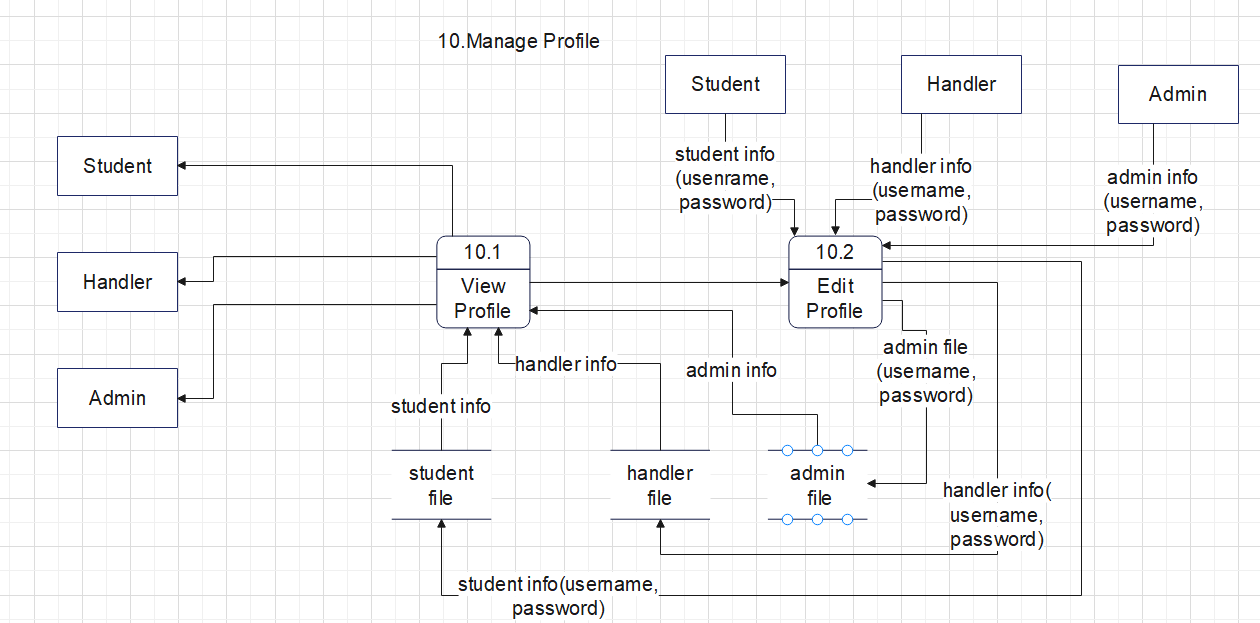 10.Manage Profile
Student
Handler
Admin
student info
(usenrame,
password)
handler info
(username,
password)
admin info
(username,
password)
Student
Handler
Admin
10.1
View
Profile
10.2
Edit
Profile
student info
handler info
admin info
admin file
(username,
password)
student
file
handler
file
admin
file
handler info(
username,
password)
student info(username,
password)